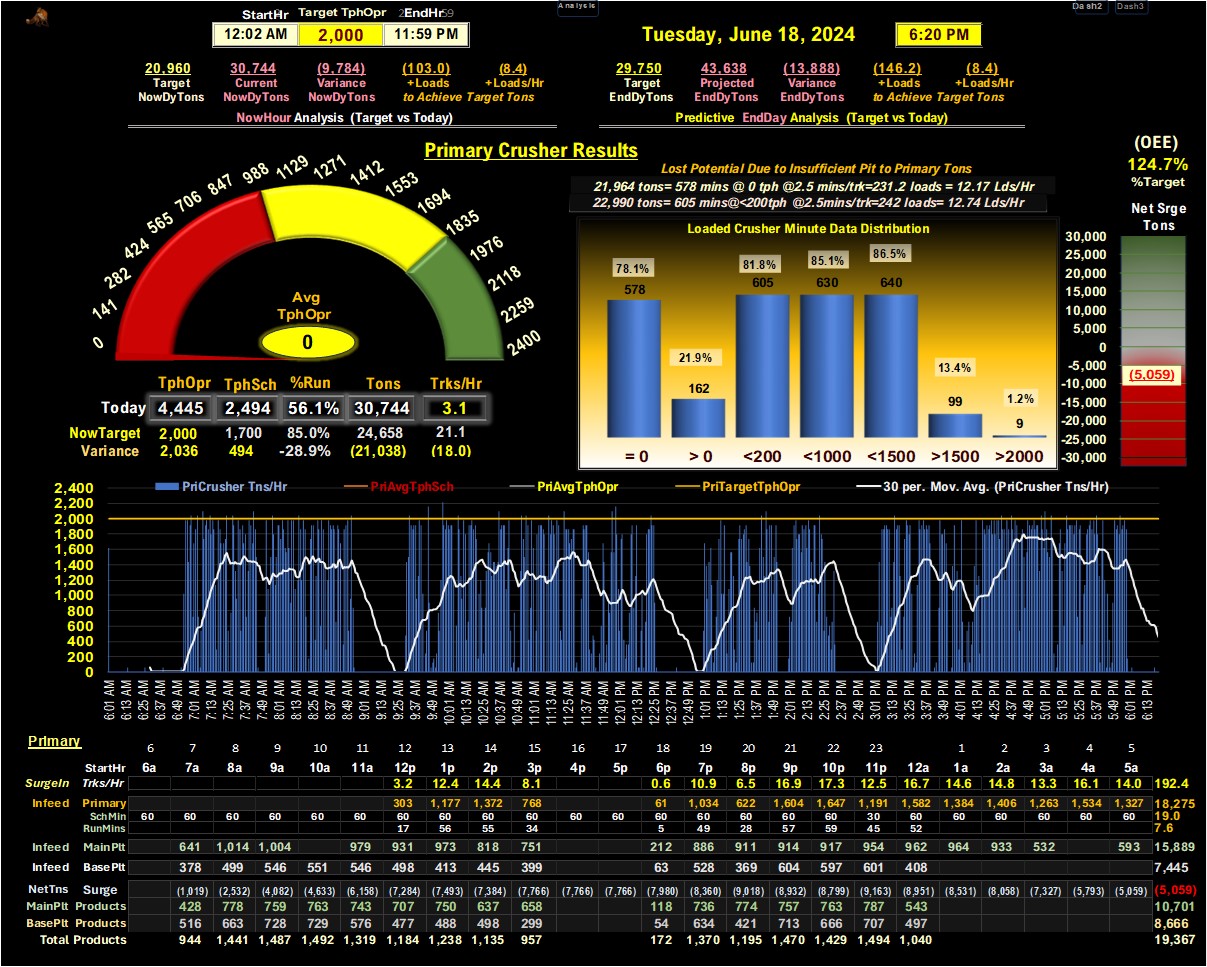 Analysis
Dash2 Dash3
StartHr Target TphOpr EndHr
12:02 AM 2,000 11:59 PM
Tuesday, June 18, 2024 6:20 PM
20,960 30,744 (9,784) (103.0) (8.4)
Target Current Variance +Loads +Loads/Hr
NowDyTons NowDyTons NowDyTons to Achieve Target Tons
NowHour Analysis (Target vs Today)
29,750 43,638 (13,888) (146.2) (8.4)
Target Projected Variance +Loads +Loads/Hr
EndDyTons EndDyTons EndDyTons to Achieve Target Tons
Predictive EndDay Analysis (Target vs Today)
Primary Crusher Results
0
141
282
424
565
706
847
988
1129
1271
1412
1553
1694
1835
1976
2118
2259
2400
Avg
TphOpr
0
TphOpr TphSch %Run Tons Trks/Hr
Today 4,445 2,494 56.1% 30,744 3.1
NowTarget 2,000 1,700 85.0% 24,658 21.1
Variance 2,036 494 -28.9% (21,038) (18.0)
Lost Potential Due to Insufficient Pit to Primary Tons
21,964 tons= 578 mins @ 0 tph @2.5 mins/trk=231.2 loads = 12.17 Lds/Hr
22,990 tons= 605 mins@<200tph @2.5mins/trk=242 loads= 12.74 Lds/Hr
Loaded Crusher Minute Data Distribution
78.1% 21.9% 81.8% 85.1% 86.5% 13.4% 1.2%
578 162 605 630 640 99 9
= 0 > 0 <200 <1000 <1500 >1500 >2000
(OEE)
124.7%
%Target
Net Srge
Tons
30,000
25,000
20,000
15,000
10,000
5,000
0
-5,000
(5,059)
-10,000
-15,000
-20,000
-25,000
-30,000
PriCrusher Tns/Hr PriAvgTphSch PriAvgTphOpr PriTargetTphOpr 30 per. Mov. Avg. (PriCrusher Tns/Hr)
2,400
2,200
2,000
1,800
1,600
1,400
1,200
1,000
800
600
400
200
0
6:01 AM 6:13 AM 6:25 AM 6:37 AM 6:49 AM 7:01 AM 7:13 AM 7:25 AM 7:37 AM 7:49 AM 8:01 AM 8:13 AM 8:25 AM 8:37 AM 8:49 AM 9:01 AM 9:13 AM 9:25 AM 9:37 AM 9:49 AM 10:01 AM 10:13 AM 10:25 AM 10:37 AM 10:49 AM 11:01 AM 11:13 AM 11:25 AM 11:37 AM 11:49 AM 12:01 PM 12:13 PM 12:25 PM 12:37 PM 12:49 PM 1:01 PM 1:13 PM 1:25 PM 1:37 PM 1:49 PM 2:01 PM 2:13 PM 2:25 PM 2:37 PM 2:49 PM 3:01 PM 3:13 PM 3:25 PM 3:37 PM 3:49 PM 4:01 PM 4:13 PM 4:25 PM 4:37 PM 4:49 PM 5:01 PM 5:13 PM 5:25 PM 5:37 PM 5:49 PM 6:01 PM 6:13 PM
Primary
6 7 8 9 10 11 12 13 14 15 16 17 18 19 20 21 22 23 1 2 3 4 5
StartHr 6a 7a 8a 9a 10a 11a 12p 1p 2p 3p 4p 5p 6p 7p 8p 9p 10p 11p 12a 1a 2a 3a 4a 5a
SurgeIn Trks/Hr 3.2 12.4 14.4 8.1 0.6 10.9 6.5 16.9 17.3 12.5 16.7 14.6 14.8 13.3 16.1 14.0 192.4
Infeed Primary 303 1,177 1,372 768 61 1,034 622 1,604 1,647 1,191 1,582 1,384 1,406 1,263 1,534 1,327 18,275
SchMin 60 60 60 60 60 60 60 60 60 60 60 60 60 60 60 60 60 30 60 60 60 60 60 60 19.0
RunMins 17 56 55 34 5 49 28 57 59 45 52 7.6
Infeed MainPlt 641 1,014 1,004 979 931 973 818 751 212 886 911 914 917 954 962 964 933 532 593 15,889
Infeed BasePlt 378 499 546 551 546 498 413 445 399 63 528 369 604 597 601 408 7,445
NetTns Surge (1,019) (2,532) (4,082) (4,633) (6,158) (7,284) (7,493) (7,384) (7,766) (7,766) (7,766) (7,980) (8,360) (9,018) (8,932) (8,799) (9,163) (8,951) (8,531) (8,058) (7,327) (5,793) (5,059) (5,059)
MainPlt Products 428 778 759 763 743 707 750 637 658 118 736 774 757 763 787 543 10,701
BasePlt Products 516 663 728 729 576 477 488 498 299 54 634 421 713 666 707 497 8,666
Total Products 944 1,441 1,487 1,492 1,319 1,184 1,238 1,135 957 172 1,370 1,195 1,470 1,429 1,494 1,040 19,367